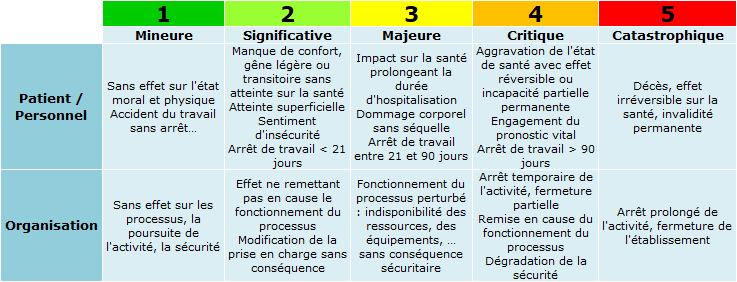 1
2
3
4
5
Mineure
Significative
Majeure
Critique
Catastrophique
Patient /
Personnel
Sans effet sur l'état
moral et physique
Accident du travail
sans arrêt...
Manque de confort,
gêne légère ou
transitoire sans
atteinte sur la santé
Atteinte superficielle
Sentiment
d'insécurité
Arrêt de travail < 21
jours
Impact sur la santé
prolongeant la
durée
d'hospitalisation
Dommage corporel
sans séquelle
Arrêt de travail
entre 21 et 90 jours
Aggravation de l'état
de santé avec effet
réversible ou
incapacité partielle
permanente
Engagement du
pronostic vital
Arrêt de travail > 90
jours
Décès, effet
irréversible sur la
santé, invalidité
permanente
Organisation
Sans effet sur les
processus, la
poursuite de
l'activité, la sécurité
Effet ne remettant
pas en cause le
fonctionnement du
processus
Modification de la
prise en charge sans
conséquence
Fonctionnement du
processus perturbé
: indisponibilité des
ressources, des
équipements, ...
sans conséquence
sécuritaire
Arrêt temporaire de
l'activité, fermeture
partielle
Remise en cause du
fonctionnement du
processus
Dégradation de la
sécurité
Arrêt prolongé de
l'activité, fermeture de
l'établissement